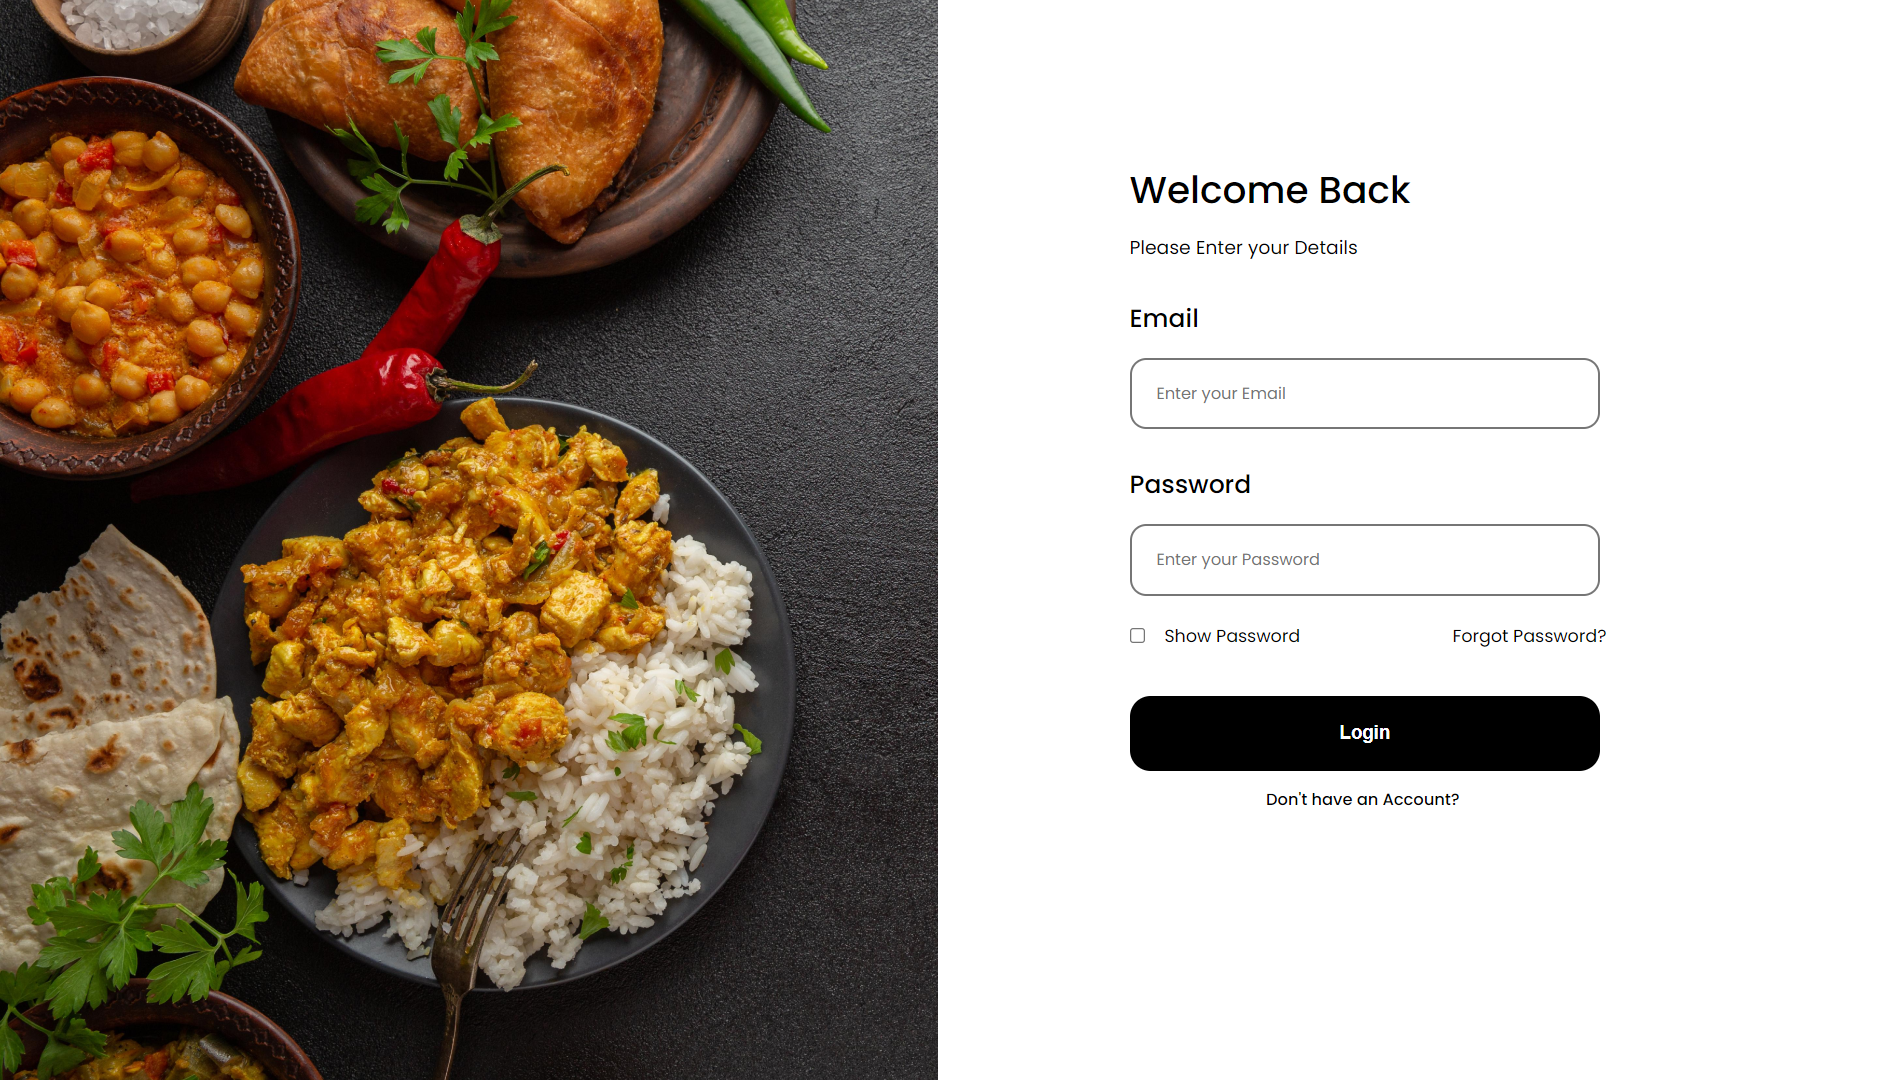 Welcome Back
Please Enter your Details
Email
Enter your Email
Password
Enter your Password
Show Password Forgot Password?
Login
Don't have an Account?